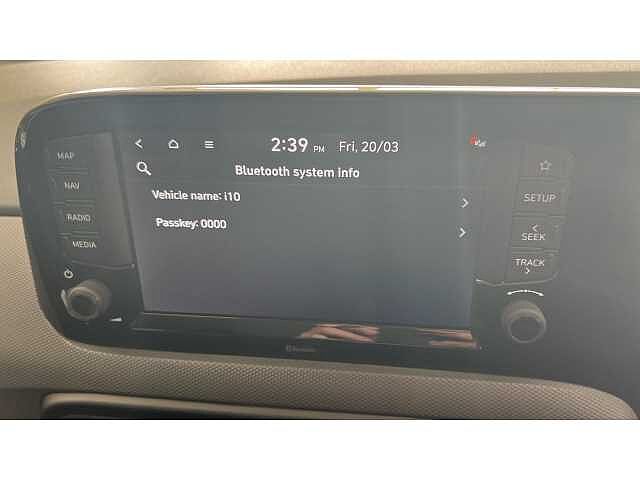 2:39 PM Fri, 20/03
Bluetooth system info
Vehicle name: i10
Passkey: 0000
MAP
NAV
RADIO
MEDIA
SETUP
SEEK
TRACK